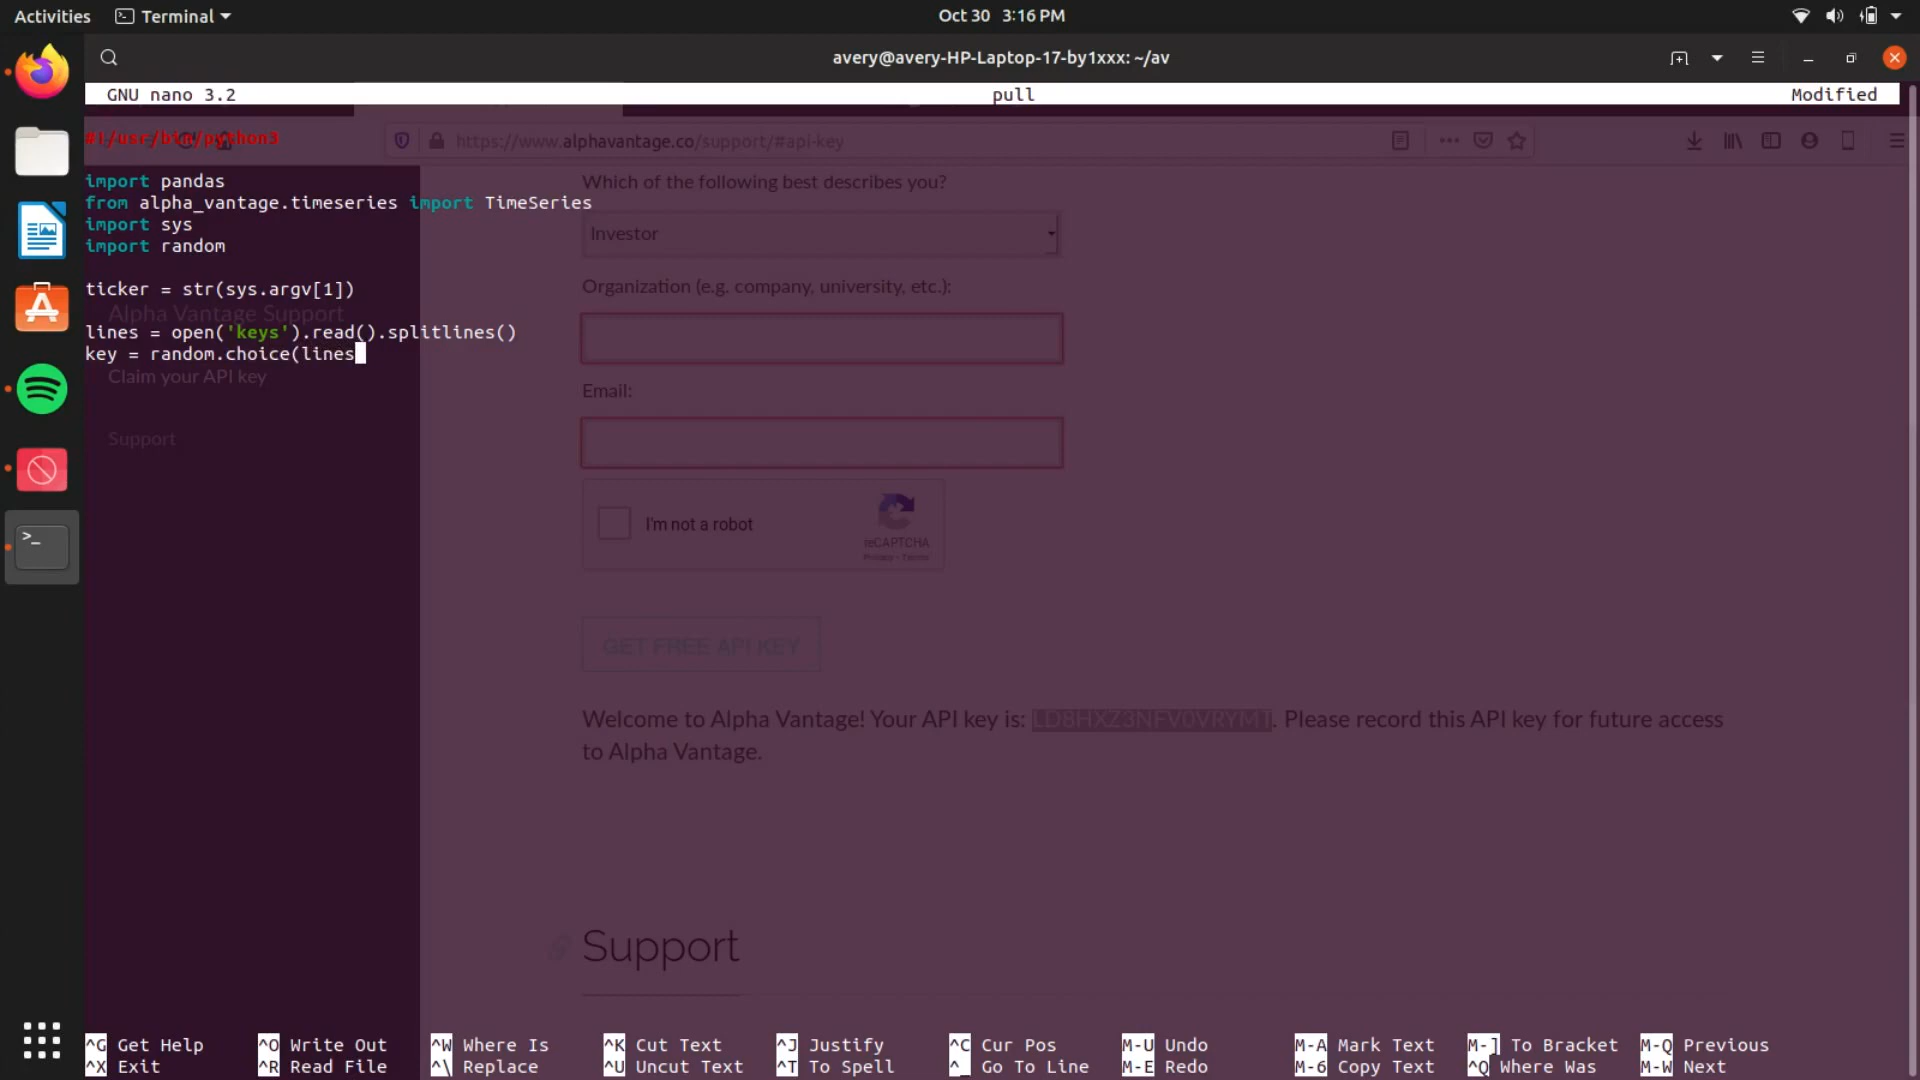 Activities Terminal Oct 30 3:16 PM
avery@avery-HP-Laptop-17-by1xxx: ~/av
GNU nano 3.2 pull Modified
#!/usr/bin/python3
https://www.alphavantage.co/support/#api-key
import pandas
from alpha_vantage.timeseries import TimeSeries
import sys
import random
ticker = str(sys.argv[1])
lines = open('keys').read().splitlines()
key = random.choice(lines
Alpha Vantage Support
Claim your API key
Support
Which of the following best describes you?
Investor
Organization (e.g. company, university, etc.):
Email:
I'm not a robot
reCAPTCHA
Privacy - Terms
GET FREE API KEY
Welcome to Alpha Vantage! Your API key is: LD8HXZ3NFV0VRYM1. Please record this API key for future access
to Alpha Vantage.
Support
^G Get Help ^O Write Out ^W Where Is ^K Cut Text ^J Justify ^C Cur Pos M-U Undo M-A Mark Text M-] To Bracket M-Q Previous
^X Exit ^R Read File ^\ Replace ^U Uncut Text ^T To Spell ^_ Go To Line M-E Redo M-6 Copy Text ^Q Where Was M-W Next